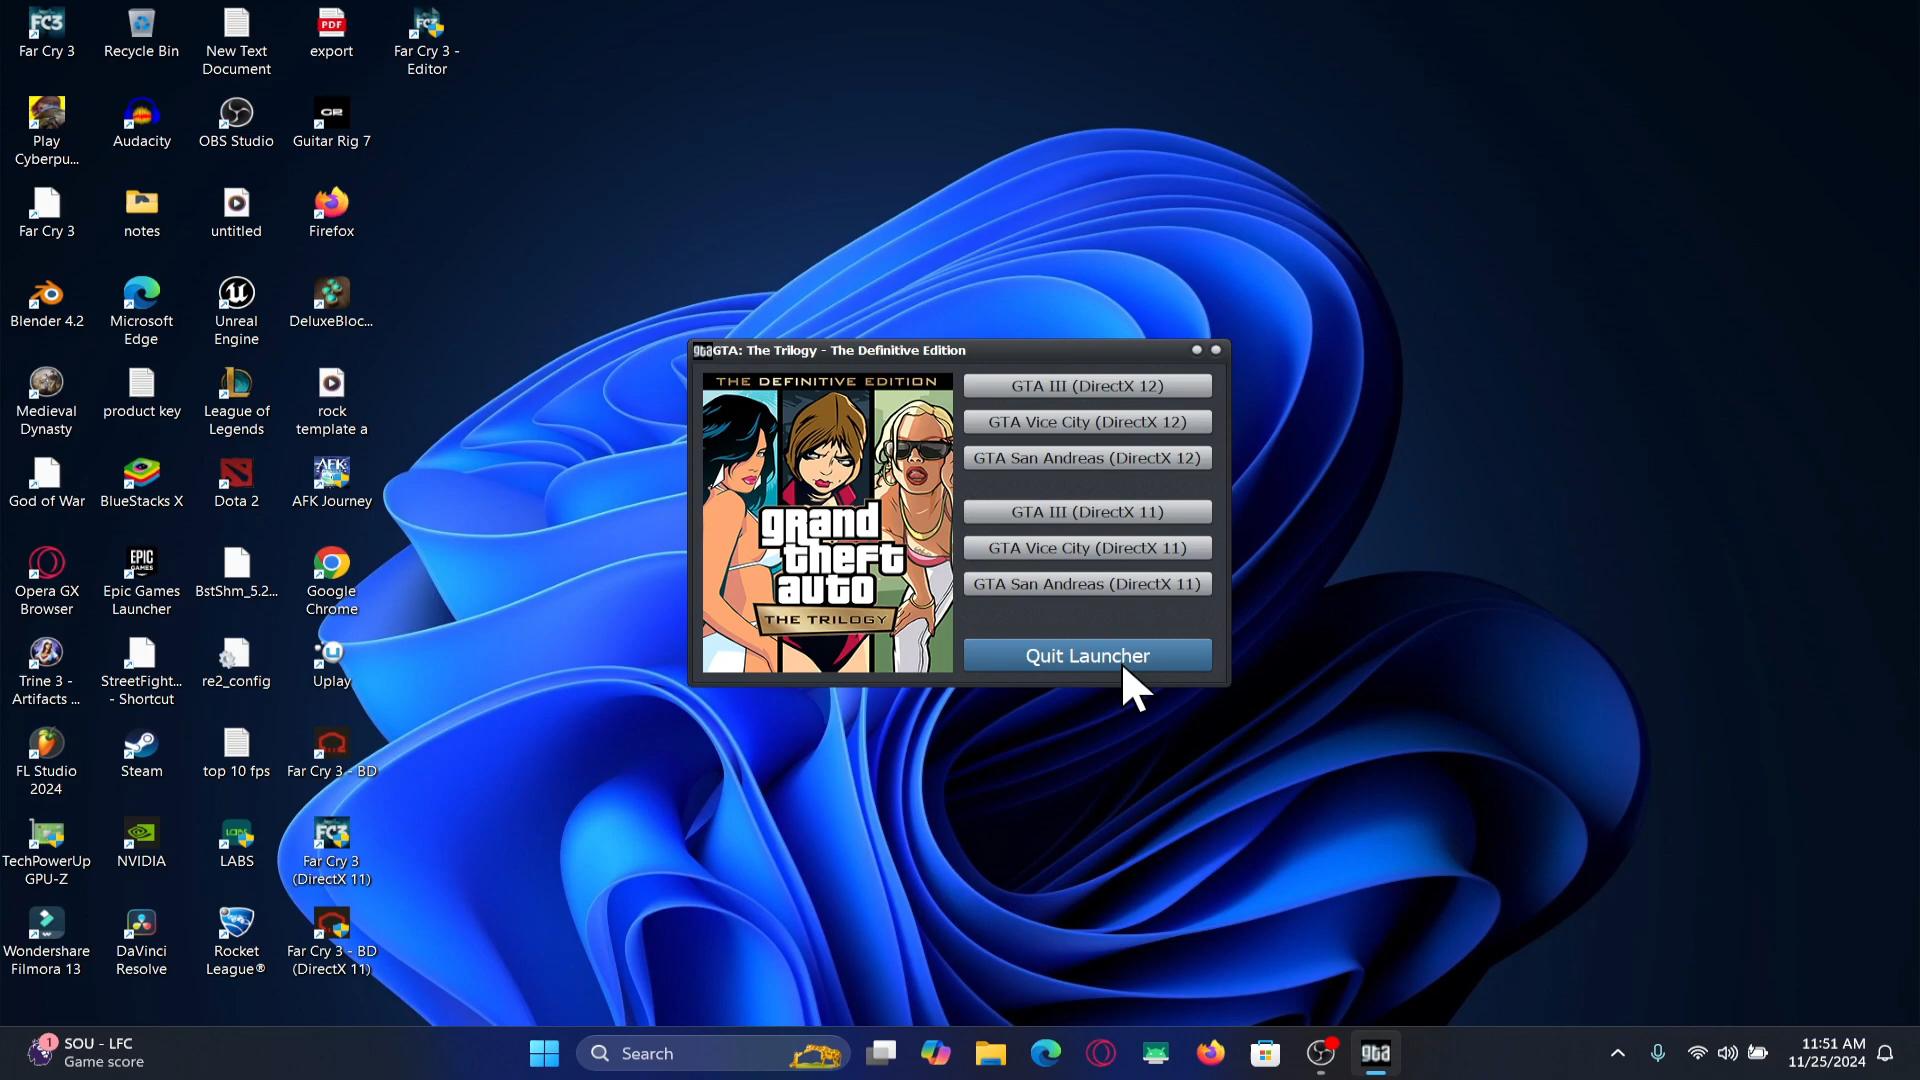 Far Cry 3
Recycle Bin
New Text
Document
PDF
export
Far Cry 3 -
Editor
Play
Cyberpu...
Audacity
OBS Studio
GR
Guitar Rig 7
Far Cry 3
notes
untitled
Firefox
Blender 4.2
Microsoft
Edge
Unreal
Engine
DeluxeBloc...
Medieval
Dynasty
product key
League of
Legends
rock
template a
God of War
BlueStacks X
Dota 2
AFK Journey
Opera GX
Browser
Epic Games
Launcher
BstShm_5.2...
Google
Chrome
Trine 3 -
Artifacts ...
StreetFight...
- Shortcut
re2_config
Uplay
FL Studio
2024
Steam
top 10 fps
Far Cry 3 - BD
TechPowerUp
GPU-Z
NVIDIA
LABS
Far Cry 3
(DirectX 11)
Wondershare
Filmora 13
DaVinci
Resolve
Rocket
League®
Far Cry 3 - BD
(DirectX 11)
gta GTA: The Trilogy - The Definitive Edition
THE DEFINITIVE EDITION
grand
theft
auto
THE TRILOGY
GTA III (DirectX 12)
GTA Vice City (DirectX 12)
GTA San Andreas (DirectX 12)
GTA III (DirectX 11)
GTA Vice City (DirectX 11)
GTA San Andreas (DirectX 11)
Quit Launcher
1
SOU - LFC
Game score
Search
gta
11:51 AM
11/25/2024